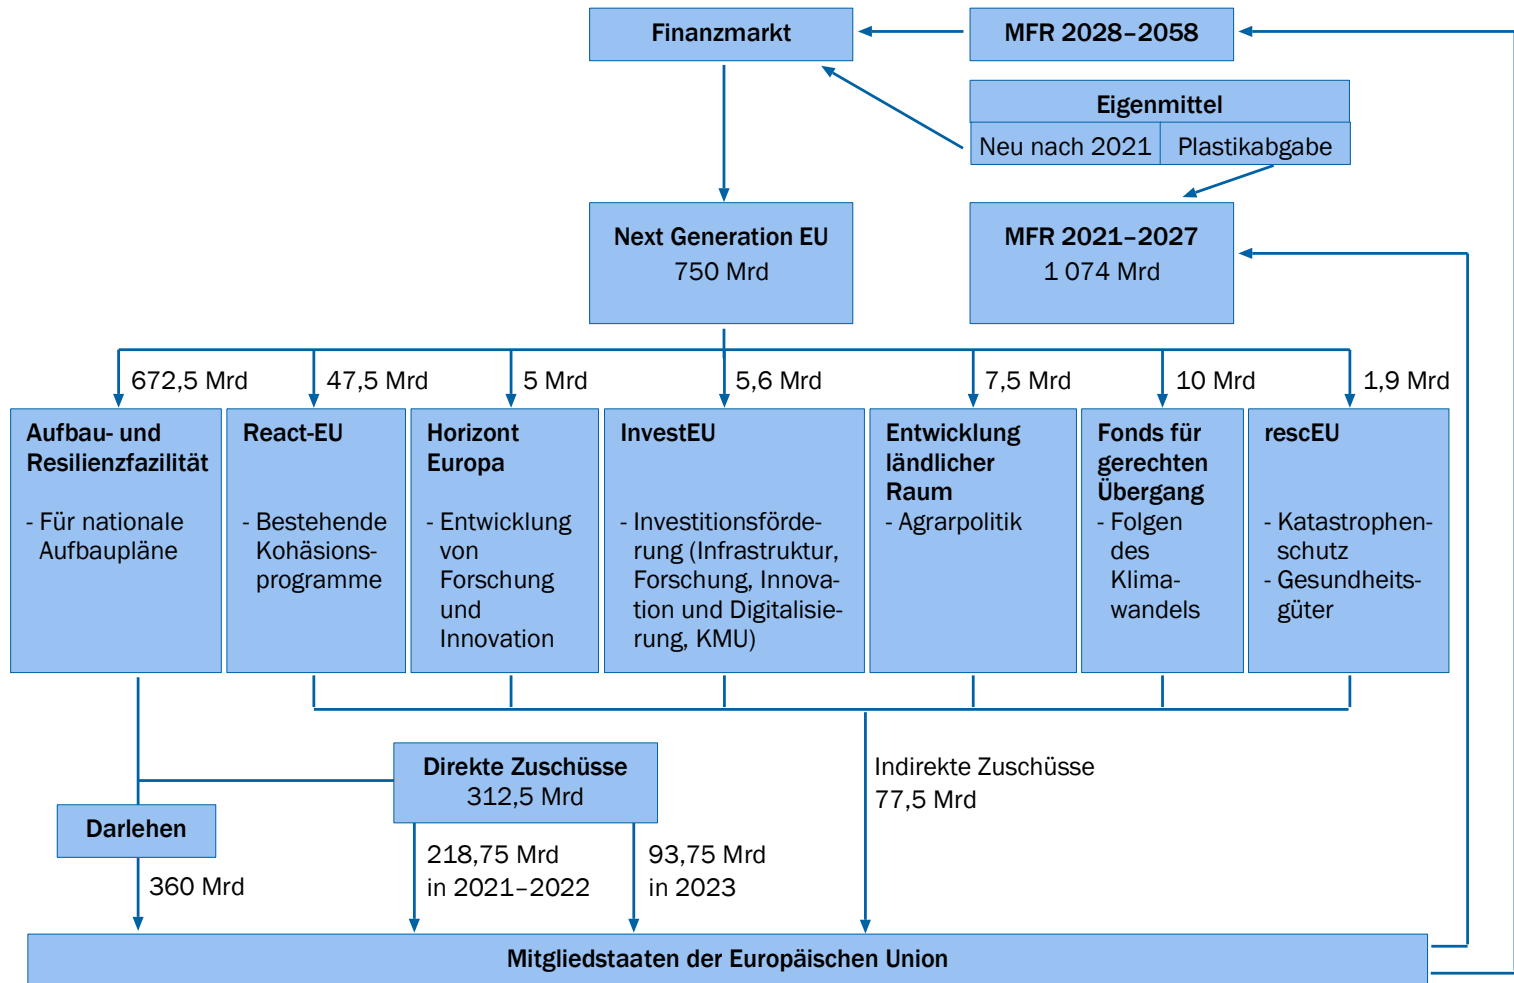 Finanzmarkt
MFR 2028–2058
Eigenmittel
Neu nach 2021
Plastikabgabe
Next Generation EU
750 Mrd
MFR 2021–2027
1 074 Mrd
672,5 Mrd
47,5 Mrd
5 Mrd
5,6 Mrd
7,5 Mrd
10 Mrd
1,9 Mrd
Aufbau- und
Resilienzfazilität
- Für nationale
Aufbaupläne
React-EU
- Bestehende
Kohäsions-
programme
Horizont
Europa
- Entwicklung
von
Forschung
und
Innovation
InvestEU
- Investitionsförde-
rung (Infrastruktur,
Forschung, Innova-
tion und Digitalisie-
rung, KMU)
Entwicklung
ländlicher
Raum
- Agrarpolitik
Fonds für
gerechten
Übergang
- Folgen
des
Klima-
wandels
rescEU
- Katastrophen-
schutz
- Gesundheits-
güter
Direkte Zuschüsse
312,5 Mrd
Indirekte Zuschüsse
77,5 Mrd
Darlehen
360 Mrd
218,75 Mrd
in 2021–2022
93,75 Mrd
in 2023
Mitgliedstaaten der Europäischen Union